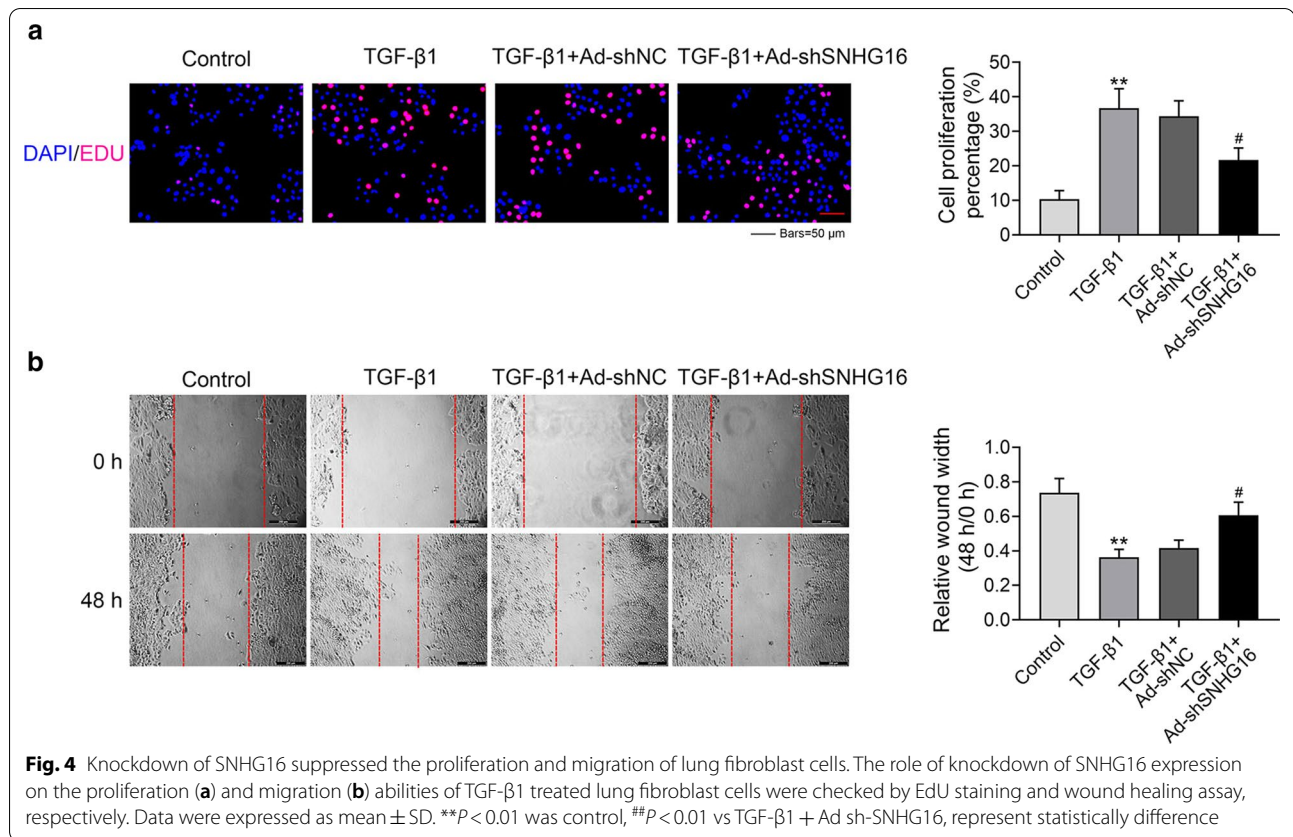 a
Control TGF-β1 TGF-β1+Ad-shNC TGF-β1+Ad-shSNHG16
DAPI/EDU
Bars=50 μm
Cell proliferation
percentage (%)
50
40
30
20
10
0
**
#
Control
TGF-β1
TGF-β1+
Ad-shNC
TGF-β1+
Ad-shSNHG16
b
Control TGF-β1 TGF-β1+Ad-shNC TGF-β1+Ad-shSNHG16
0 h
48 h
Relative wound width
(48 h/0 h)
1.0
0.8
0.6
0.4
0.2
0.0
**
#
Control
TGF-β1
TGF-β1+
Ad-shNC
TGF-β1+
Ad-shSNHG16
Fig. 4 Knockdown of SNHG16 suppressed the proliferation and migration of lung fibroblast cells. The role of knockdown of SNHG16 expression
on the proliferation (a) and migration (b) abilities of TGF-β1 treated lung fibroblast cells were checked by EdU staining and wound healing assay,
respectively. Data were expressed as mean ± SD. **P < 0.01 was control, ##P < 0.01 vs TGF-β1 + Ad sh-SNHG16, represent statistically difference